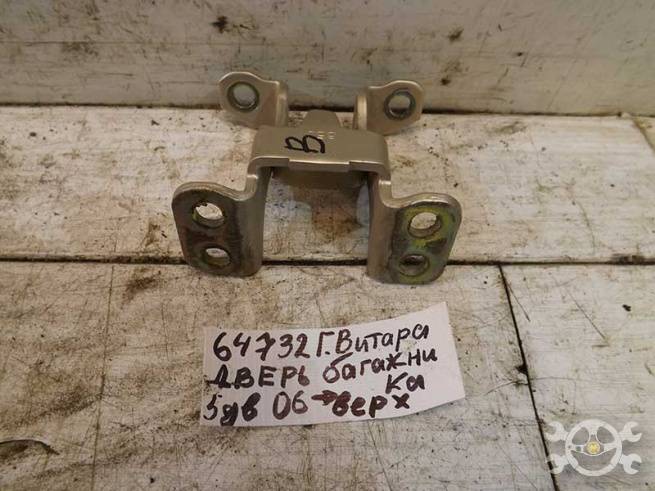 В
64732 Г.Витара
ДВЕРЬ багажни
ка
5дв 06→верх